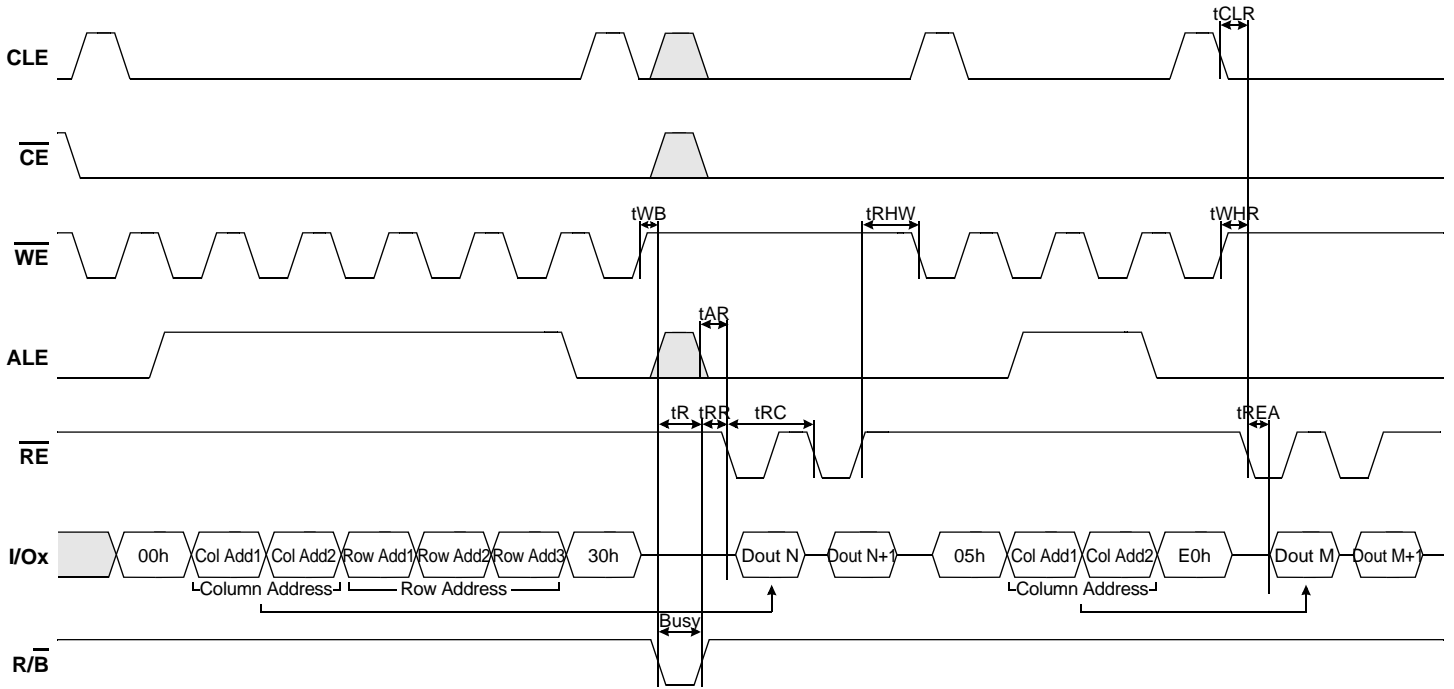 tCLR
CLE
CE
tWB
tRHW
tWHR
WE
tAR
ALE
tR
tRR
tRC
tREA
RE
I/Ox
00h
Col Add1
Col Add2
Row Add1
Row Add2
Row Add3
30h
Dout N
Dout N+1
05h
Col Add1
Col Add2
E0h
Dout M
Dout M+1
Column Address
Row Address
Column Address
Busy
R/B